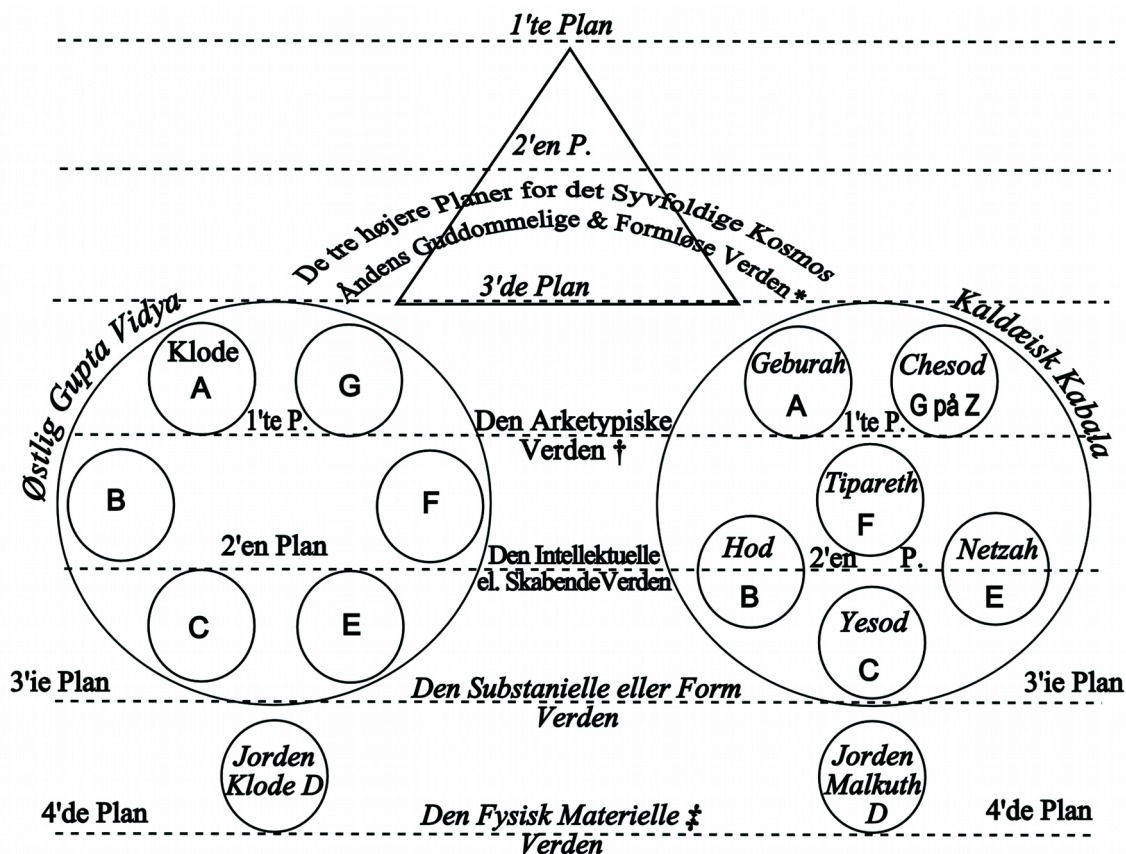 1'te Plan
2'en P.
De tre højere Planer for det Syvfoldige Kosmos
Åndens Guddommelige & Formløse Verden *
3'de Plan
Østlig Gupta Vidya
Kaldæisk Kabala
Klode
A
G
1'te P.
Geburah
A
Chesod
G på Z
1'te P.
Den Arketypiske
Verden †
B
F
Tipareth
F
2'en Plan
Den Intellektuelle
el. SkabendeVerden
Hod
B
2'en P.
Netzah
E
C
E
Yesod
C
3'ie Plan
Den Substanielle eller Form
Verden
3'ie Plan
Jorden
Klode D
Jorden
Malkuth
D
4'de Plan
Den Fysisk Materielle ‡
Verden
4'de Plan